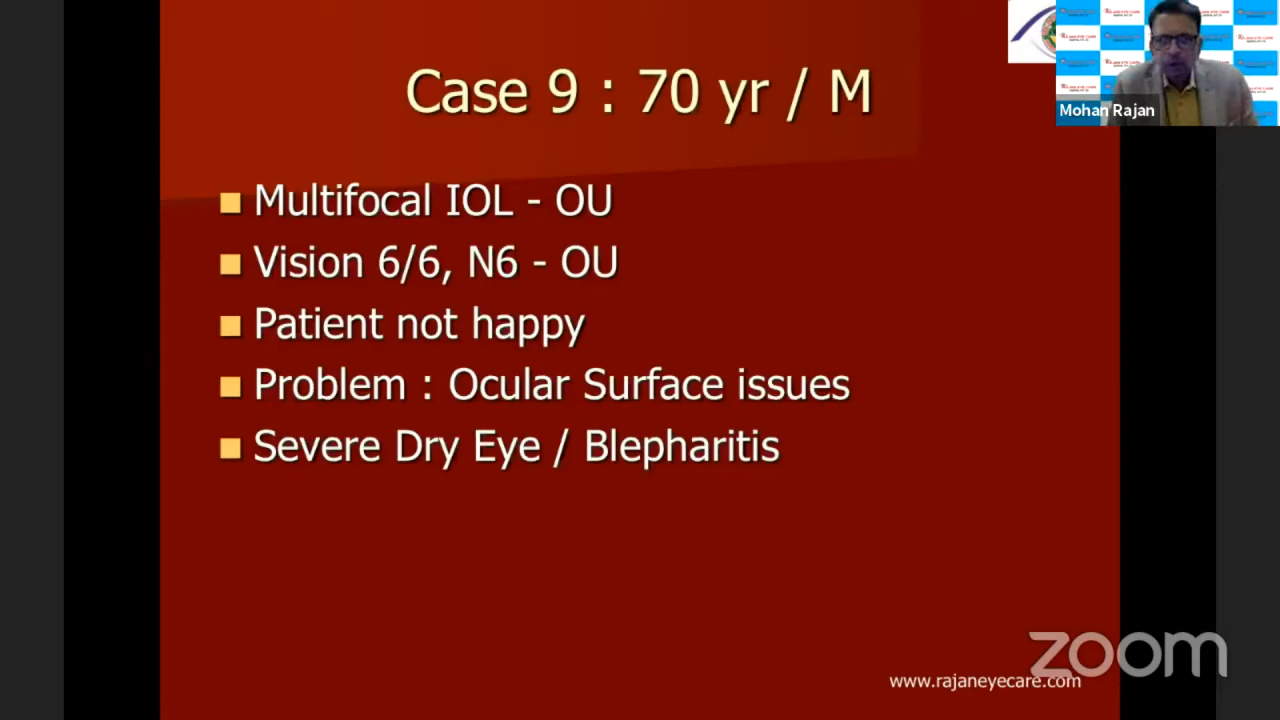 Case 9 : 70 yr / M
Mohan Rajan
Multifocal IOL - OU
Vision 6/6, N6 - OU
Patient not happy
Problem : Ocular Surface issues
Severe Dry Eye / Blepharitis
zoom
www.rajaneyecare.com